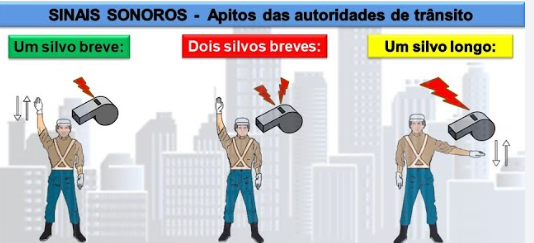 SINAIS SONOROS - Apitos das autoridades de trânsito
Um silvo breve:
Dois silvos breves:
Um silvo longo: